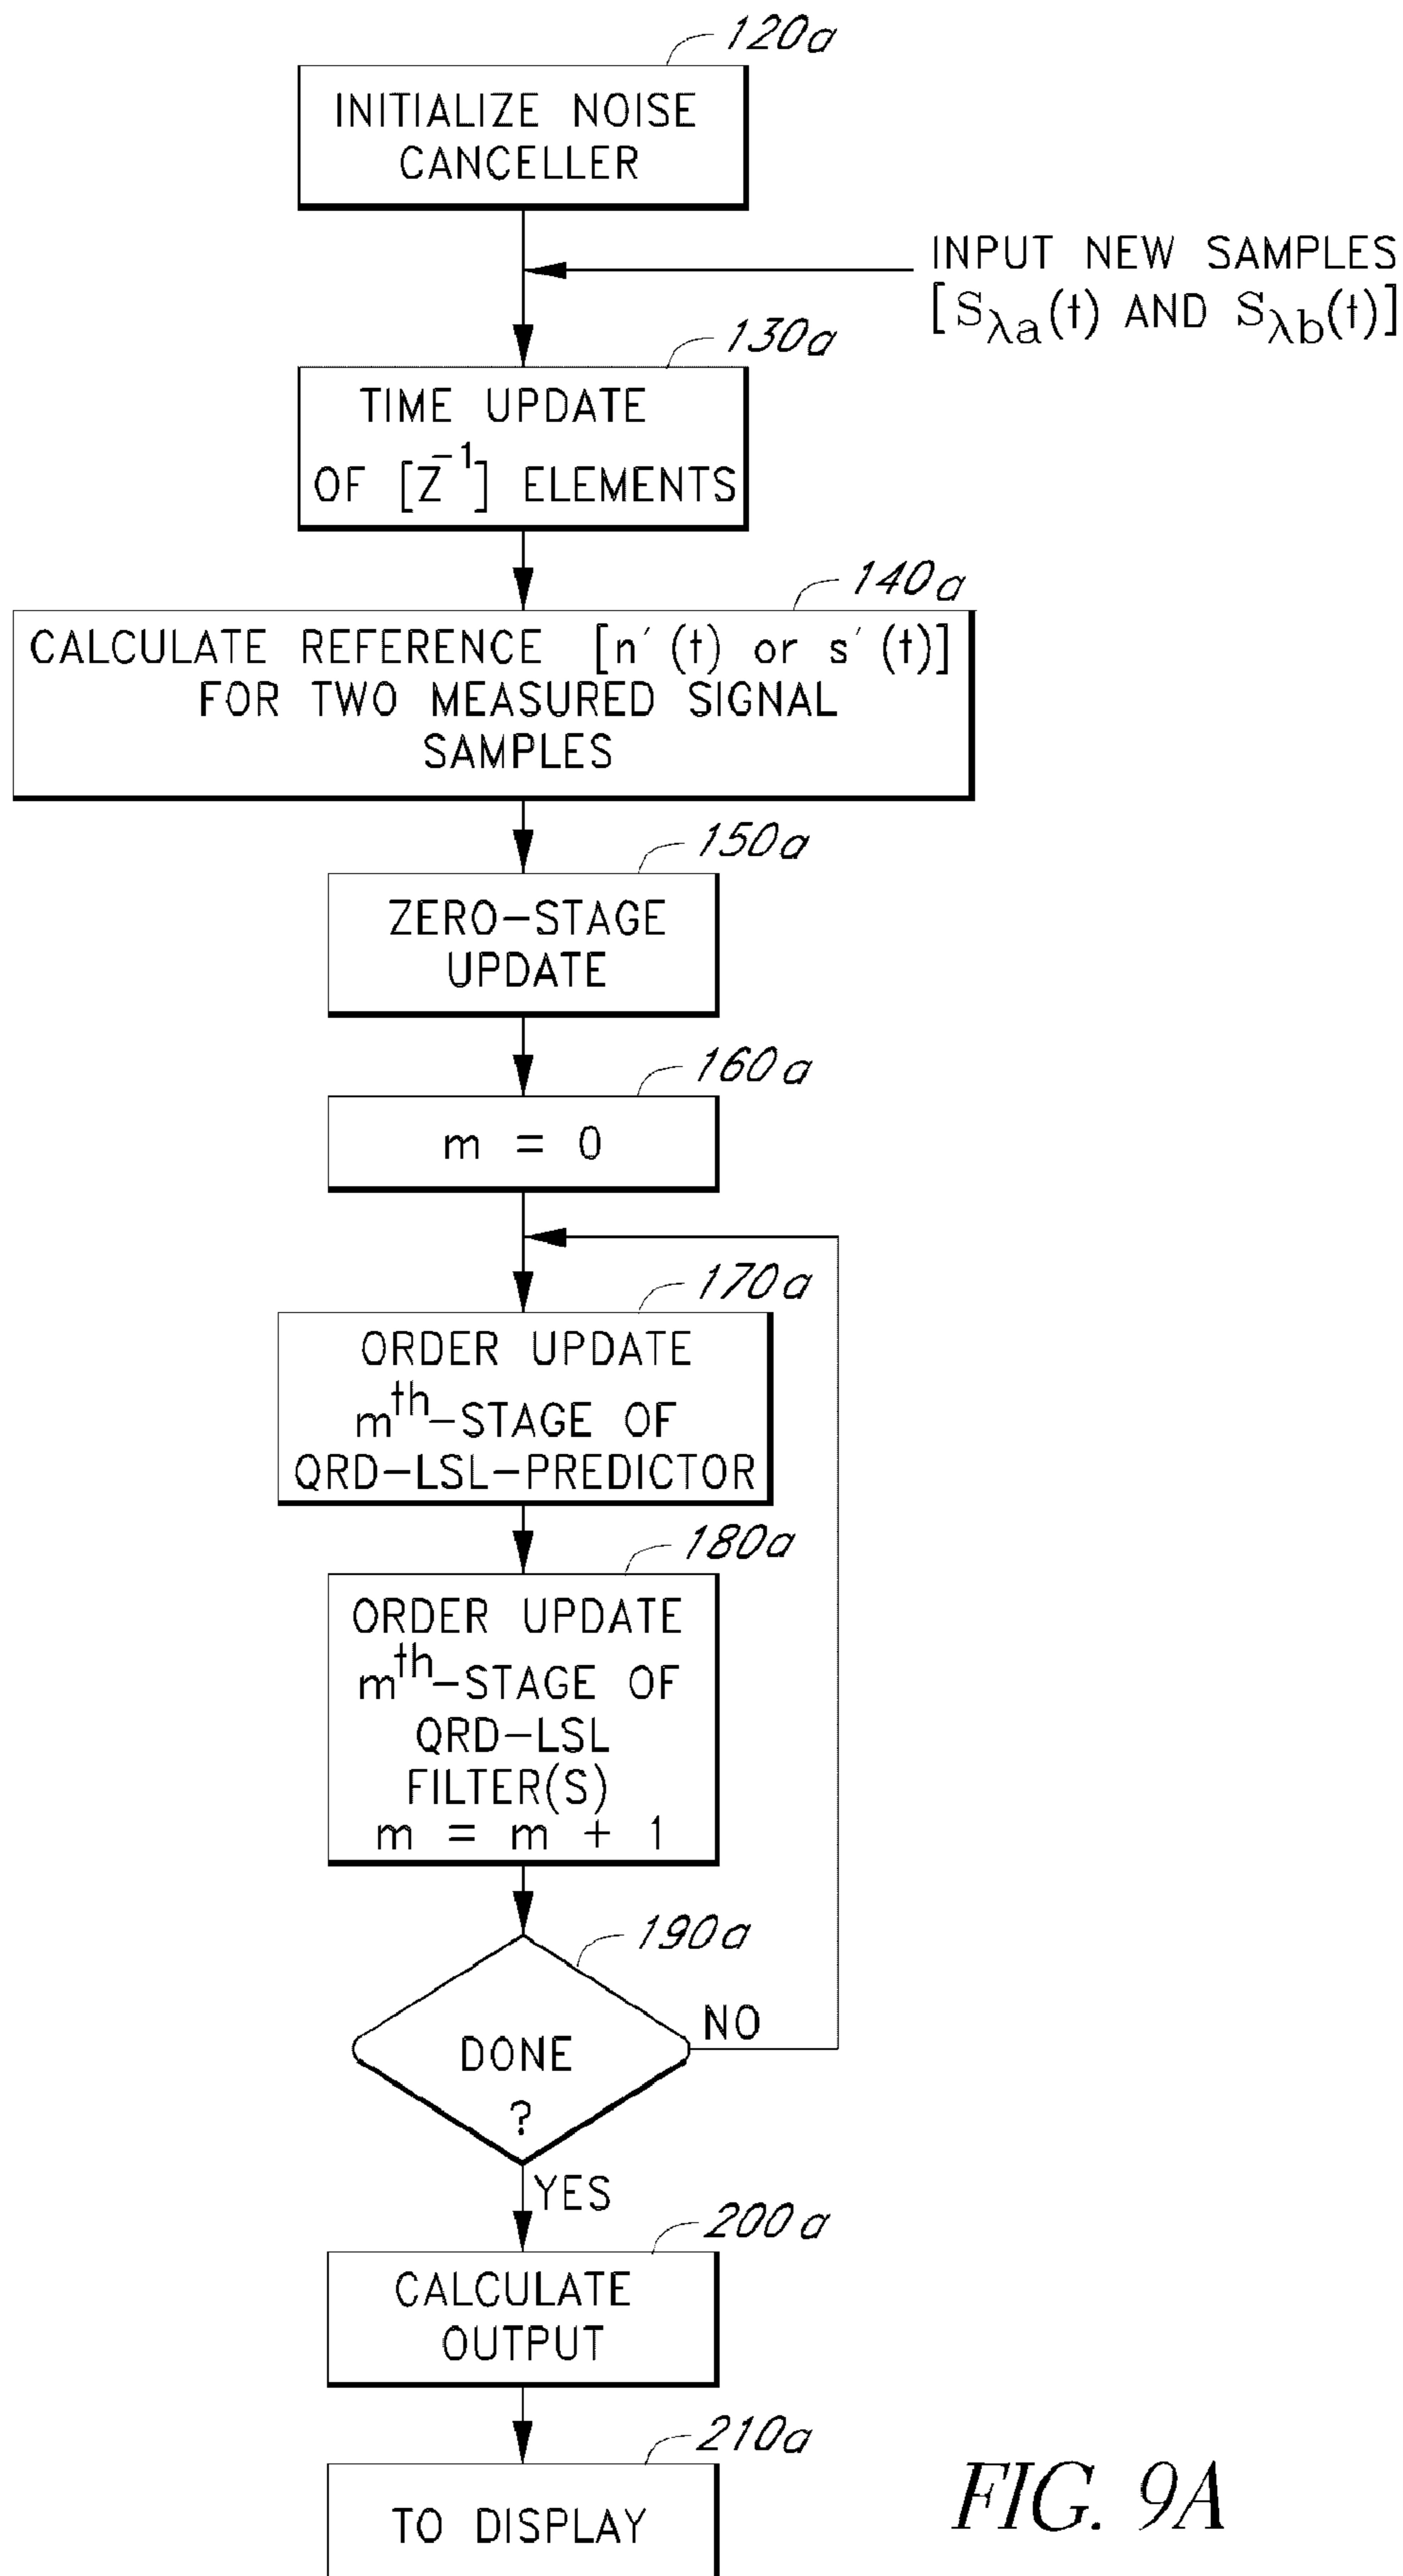 120a
INITIALIZE NOISE
CANCELLER
INPUT NEW SAMPLES
[Sλa(t) AND Sλb(t)]
130a
TIME UPDATE
OF [Z⁻¹] ELEMENTS
140a
CALCULATE REFERENCE [n′(t) or s′(t)]
FOR TWO MEASURED SIGNAL
SAMPLES
150a
ZERO-STAGE
UPDATE
160a
m = 0
170a
ORDER UPDATE
mᵗʰ-STAGE OF
QRD-LSL-PREDICTOR
180a
ORDER UPDATE
mᵗʰ-STAGE OF
QRD-LSL
FILTER(S)
m = m + 1
190a
NO
DONE
?
YES
200a
CALCULATE
OUTPUT
210a
TO DISPLAY
FIG. 9A